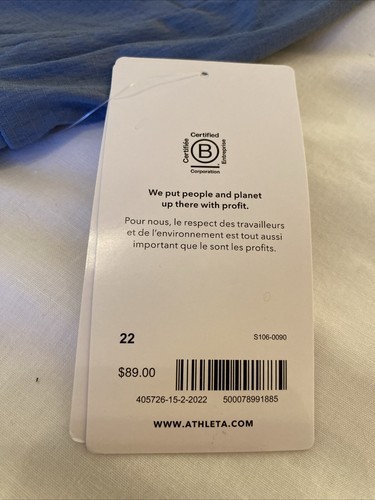 Certified
Certifiée
B
Entreprise
Corporation
We put people and planet
up there with profit.
Pour nous, le respect des travailleurs
et de l'environnement est tout aussi
important que le sont les profits.
22
S106-0090
$89.00
405726-15-2-2022 500078991885
WWW.ATHLETA.COM